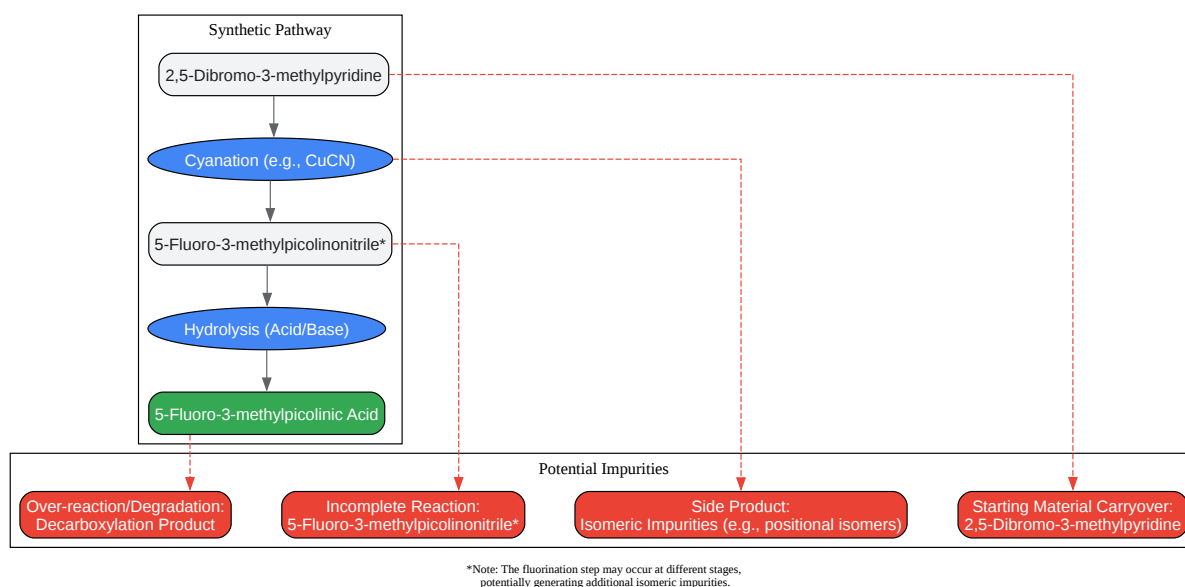 Synthetic Pathway
2,5-Dibromo-3-methylpyridine
Cyanation (e.g., CuCN)
5-Fluoro-3-methylpicolinonitrile*
Hydrolysis (Acid/Base)
5-Fluoro-3-methylpicolinic Acid
Potential Impurities
Over-reaction/Degradation:
Decarboxylation Product
Incomplete Reaction:
5-Fluoro-3-methylpicolinonitrile*
Side Product:
Isomeric Impurities (e.g., positional isomers)
Starting Material Carryover:
2,5-Dibromo-3-methylpyridine
*Note: The fluorination step may occur at different stages,
potentially generating additional isomeric impurities.